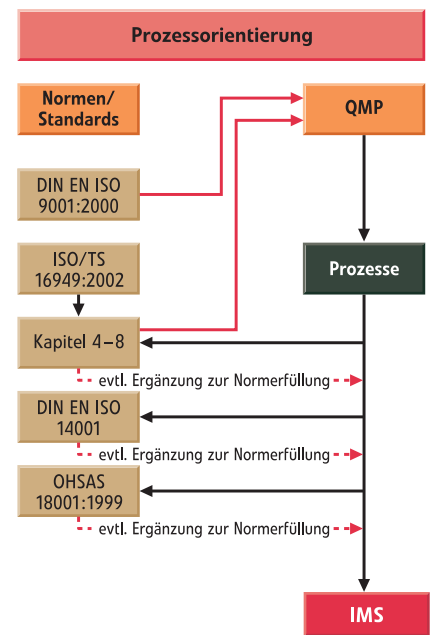 Prozessorientierung
Normen/
Standards
QMP
DIN EN ISO
9001:2000
ISO/TS
16949:2002
Prozesse
Kapitel 4–8
evtl. Ergänzung zur Normerfüllung
DIN EN ISO
14001
evtl. Ergänzung zur Normerfüllung
OHSAS
18001:1999
evtl. Ergänzung zur Normerfüllung
IMS